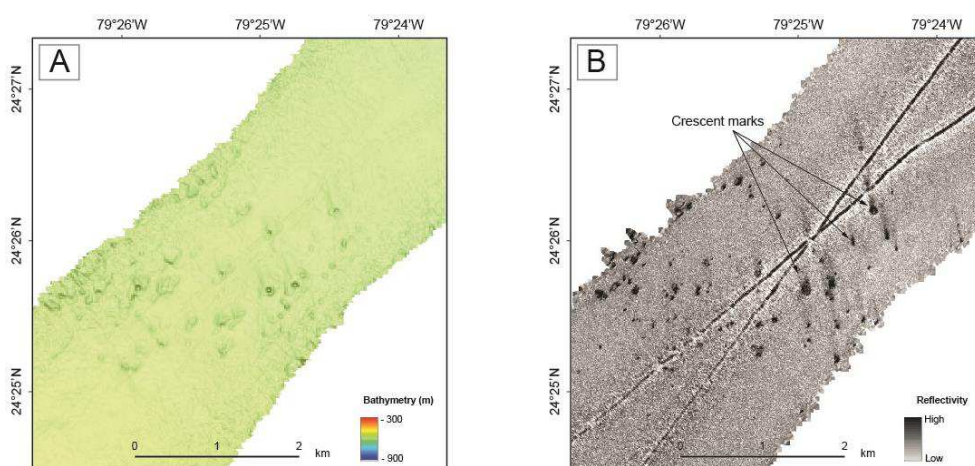 79°26'W 79°25'W 79°24'W
A
24°27'N
24°26'N
24°25'N
Bathymetry (m)
- 300
- 900
0 1 2 km
79°26'W 79°25'W 79°24'W
B
Crescent marks
24°27'N
24°26'N
24°25'N
Reflectivity
High
Low
0 1 2 km